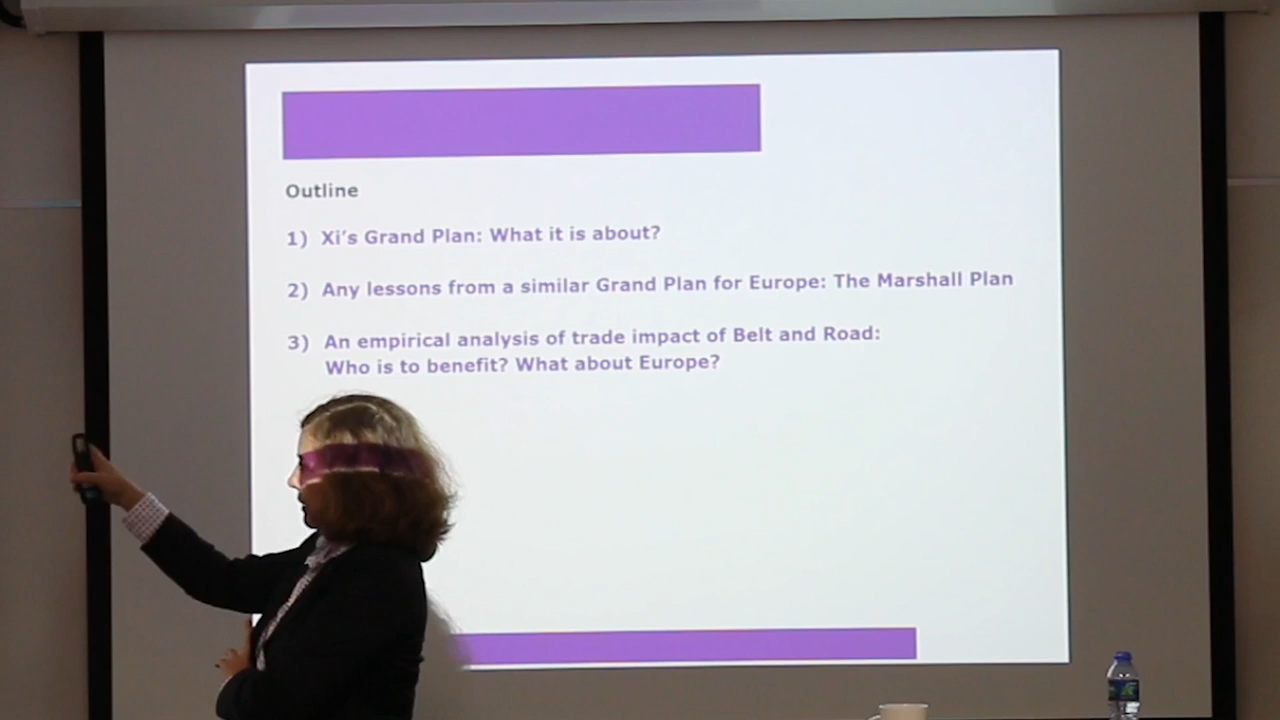 Outline
1) Xi's Grand Plan: What it is about?
2) Any lessons from a similar Grand Plan for Europe: The Marshall Plan
3) An empirical analysis of trade impact of Belt and Road:
Who is to benefit? What about Europe?